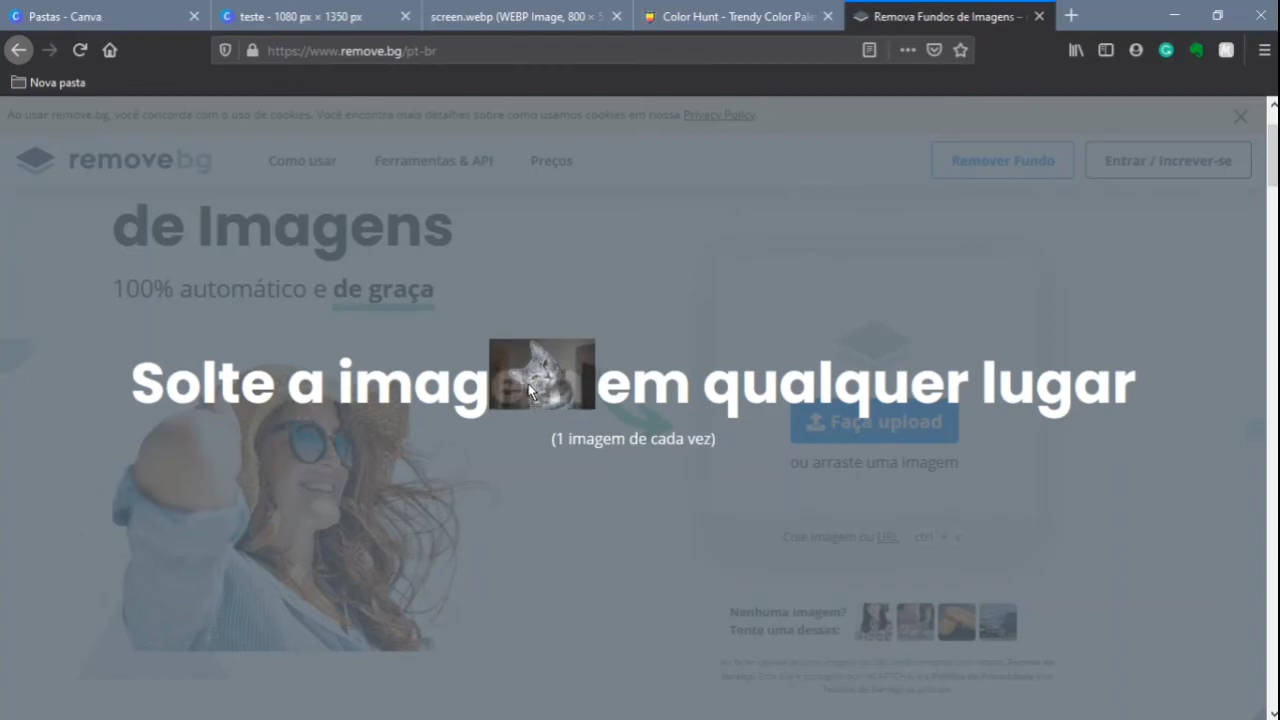 Pastas - Canva
teste - 1080 px × 1350 px
screen.webp (WEBP Image, 800 × 5
Color Hunt - Trendy Color Pale
Remova Fundos de Imagens –
https://www.remove.bg/pt-br
Nova pasta
Ao usar remove.bg, você concorda com o uso de cookies. Você encontra mais detalhes sobre como usamos cookies em nossa Privacy Policy.
removebg
Como usar
Ferramentas & API
Preços
Remover Fundo
Entrar / Increver-se
de Imagens
100% automático e de graça
Solte a imagem em qualquer lugar
(1 imagem de cada vez)
Faça upload
ou arraste uma imagem
Cole imagem ou URL ctrl + v
Nenhuma imagem?
Tente uma dessas: